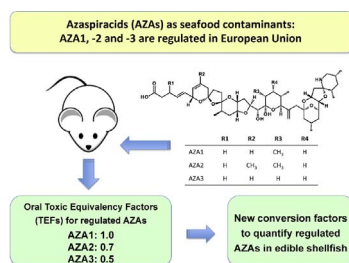 Azaspiracids (AZAs) as seafood contaminants:
AZA1, -2 and -3 are regulated in European Union
R1 R2 R3 R4
AZA1 H H CH3 H
AZA2 H CH3 CH3 H
AZA3 H H H H
Oral Toxic Equivalency Factors
(TEFs) for regulated AZAs
AZA1: 1.0
AZA2: 0.7
AZA3: 0.5
New conversion factors
to quantify regulated
AZAs in edible shellfish